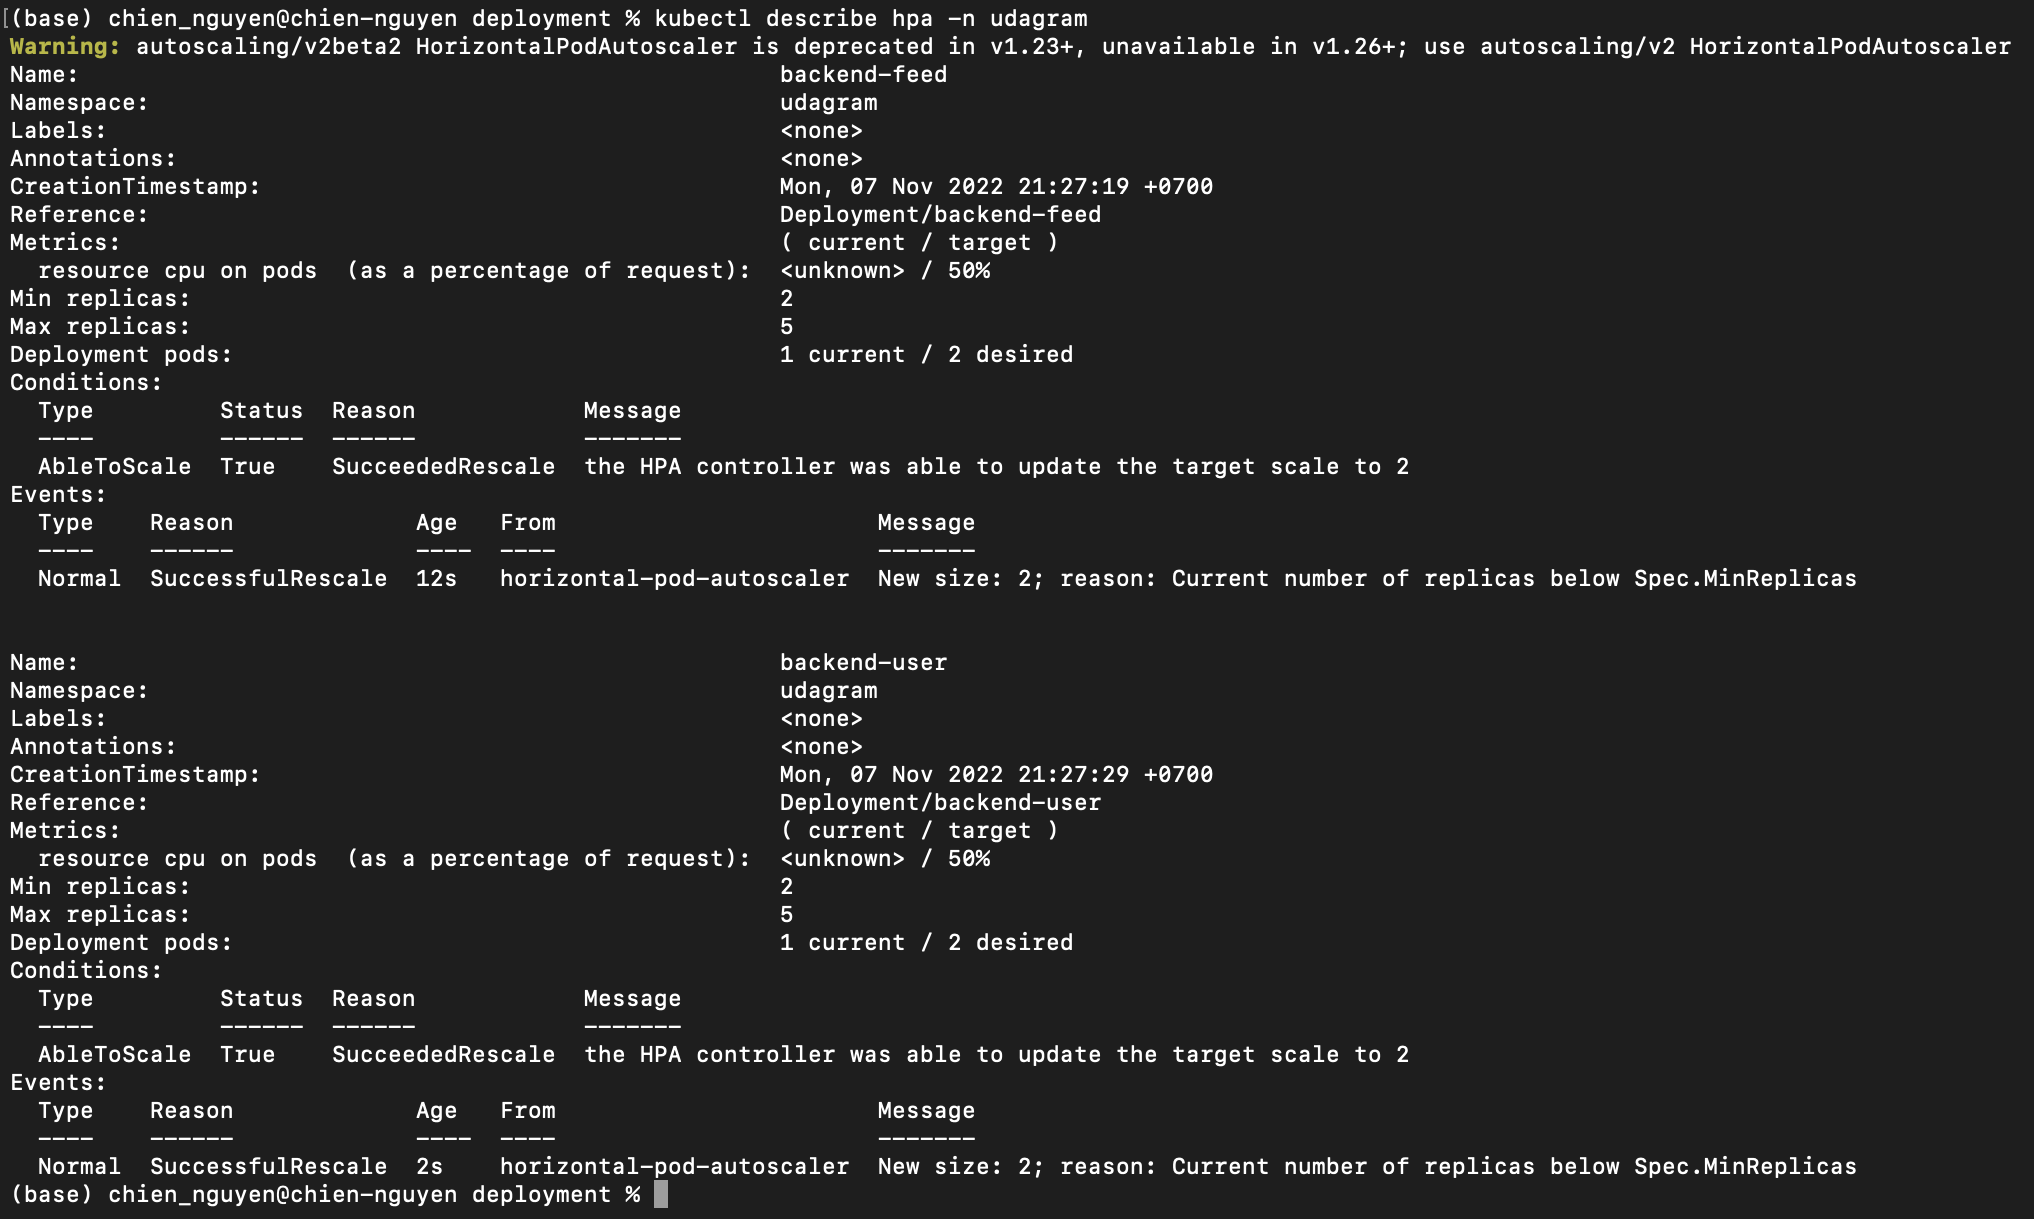 (base) chien_nguyen@chien-nguyen deployment % kubectl describe hpa -n udagram
Warning: autoscaling/v2beta2 HorizontalPodAutoscaler is deprecated in v1.23+, unavailable in v1.26+; use autoscaling/v2 HorizontalPodAutoscaler
Name: backend-feed
Namespace: udagram
Labels: <none>
Annotations: <none>
CreationTimestamp: Mon, 07 Nov 2022 21:27:19 +0700
Reference: Deployment/backend-feed
Metrics: ( current / target )
resource cpu on pods (as a percentage of request): <unknown> / 50%
Min replicas: 2
Max replicas: 5
Deployment pods: 1 current / 2 desired
Conditions:
Type Status Reason Message
---- ------ ------ -------
AbleToScale True SucceededRescale the HPA controller was able to update the target scale to 2
Events:
Type Reason Age From Message
---- ------ ---- ---- -------
Normal SuccessfulRescale 12s horizontal-pod-autoscaler New size: 2; reason: Current number of replicas below Spec.MinReplicas
Name: backend-user
Namespace: udagram
Labels: <none>
Annotations: <none>
CreationTimestamp: Mon, 07 Nov 2022 21:27:29 +0700
Reference: Deployment/backend-user
Metrics: ( current / target )
resource cpu on pods (as a percentage of request): <unknown> / 50%
Min replicas: 2
Max replicas: 5
Deployment pods: 1 current / 2 desired
Conditions:
Type Status Reason Message
---- ------ ------ -------
AbleToScale True SucceededRescale the HPA controller was able to update the target scale to 2
Events:
Type Reason Age From Message
---- ------ ---- ---- -------
Normal SuccessfulRescale 2s horizontal-pod-autoscaler New size: 2; reason: Current number of replicas below Spec.MinReplicas
(base) chien_nguyen@chien-nguyen deployment %